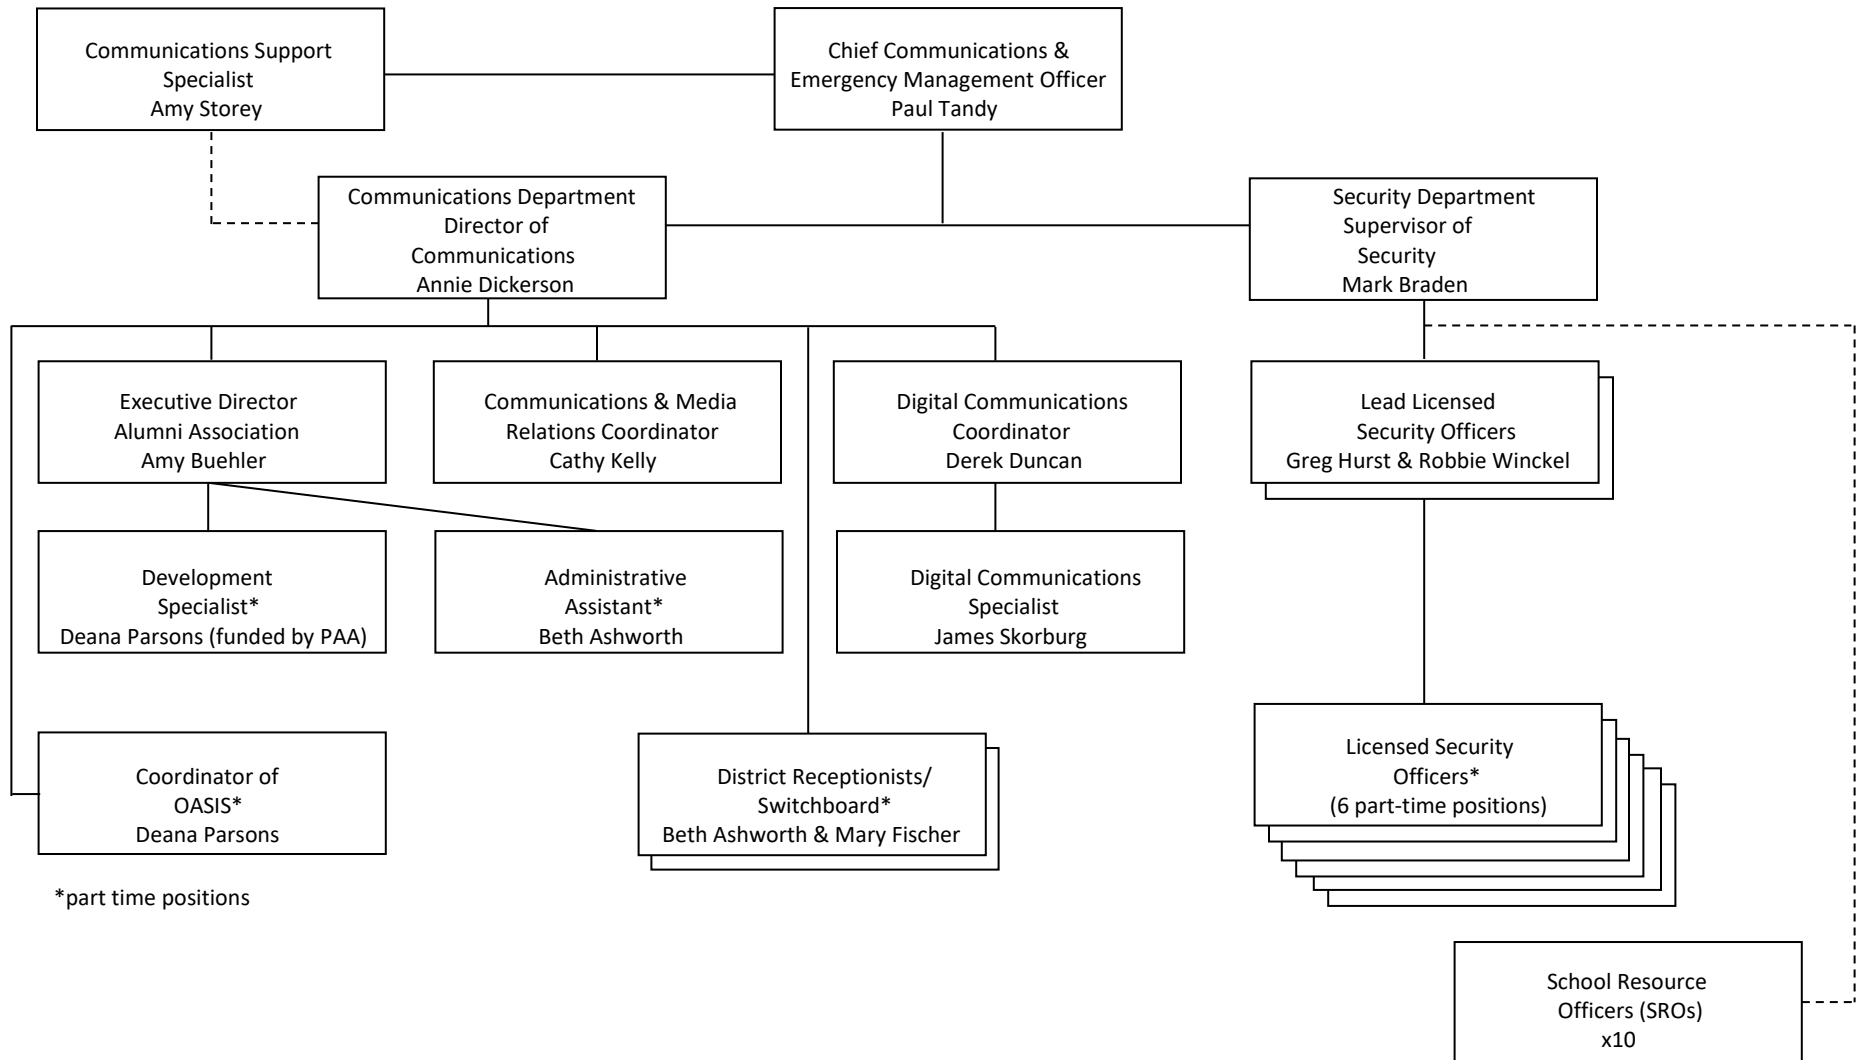 Communications Support
Specialist
Amy Storey
Chief Communications &
Emergency Management Officer
Paul Tandy
Communications Department
Director of
Communications
Annie Dickerson
Security Department
Supervisor of
Security
Mark Braden
Executive Director
Alumni Association
Amy Buehler
Communications & Media
Relations Coordinator
Cathy Kelly
Digital Communications
Coordinator
Derek Duncan
Lead Licensed
Security Officers
Greg Hurst & Robbie Winckel
Development
Specialist*
Deana Parsons (funded by PAA)
Administrative
Assistant*
Beth Ashworth
Digital Communications
Specialist
James Skorburg
Coordinator of
OASIS*
Deana Parsons
District Receptionists/
Switchboard*
Beth Ashworth & Mary Fischer
Licensed Security
Officers*
(6 part-time positions)
*part time positions
School Resource
Officers (SROs)
x10